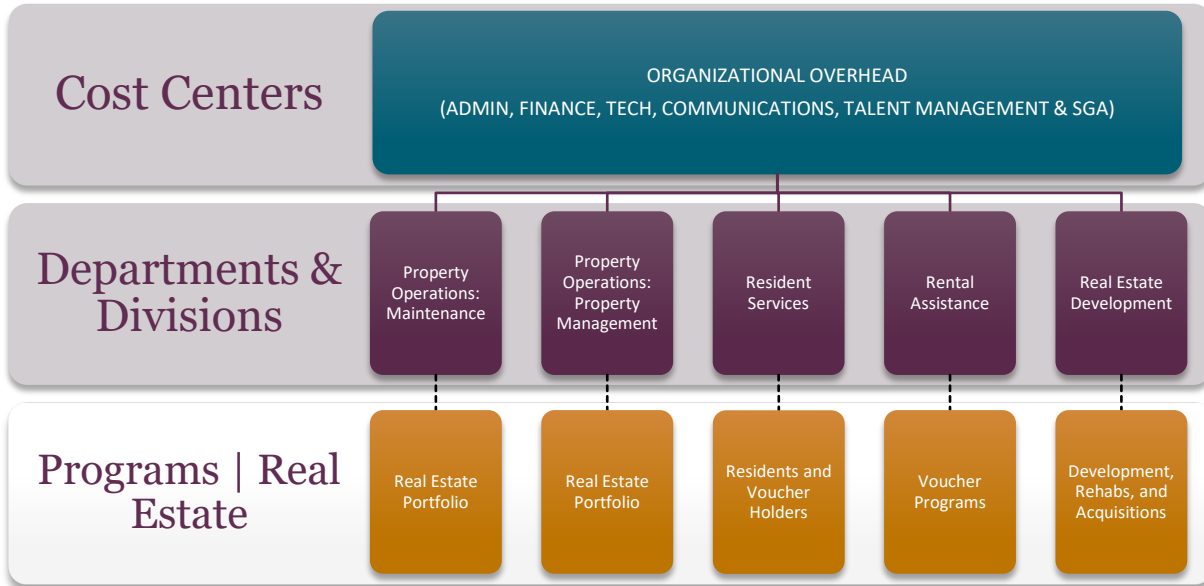 Cost Centers
ORGANIZATIONAL OVERHEAD
(ADMIN, FINANCE, TECH, COMMUNICATIONS, TALENT MANAGEMENT & SGA)
Departments &
Divisions
Property
Operations:
Maintenance
Property
Operations:
Property
Management
Resident
Services
Rental
Assistance
Real Estate
Development
Programs | Real
Estate
Real Estate
Portfolio
Real Estate
Portfolio
Residents and
Voucher
Holders
Voucher
Programs
Development,
Rehabs, and
Acquisitions